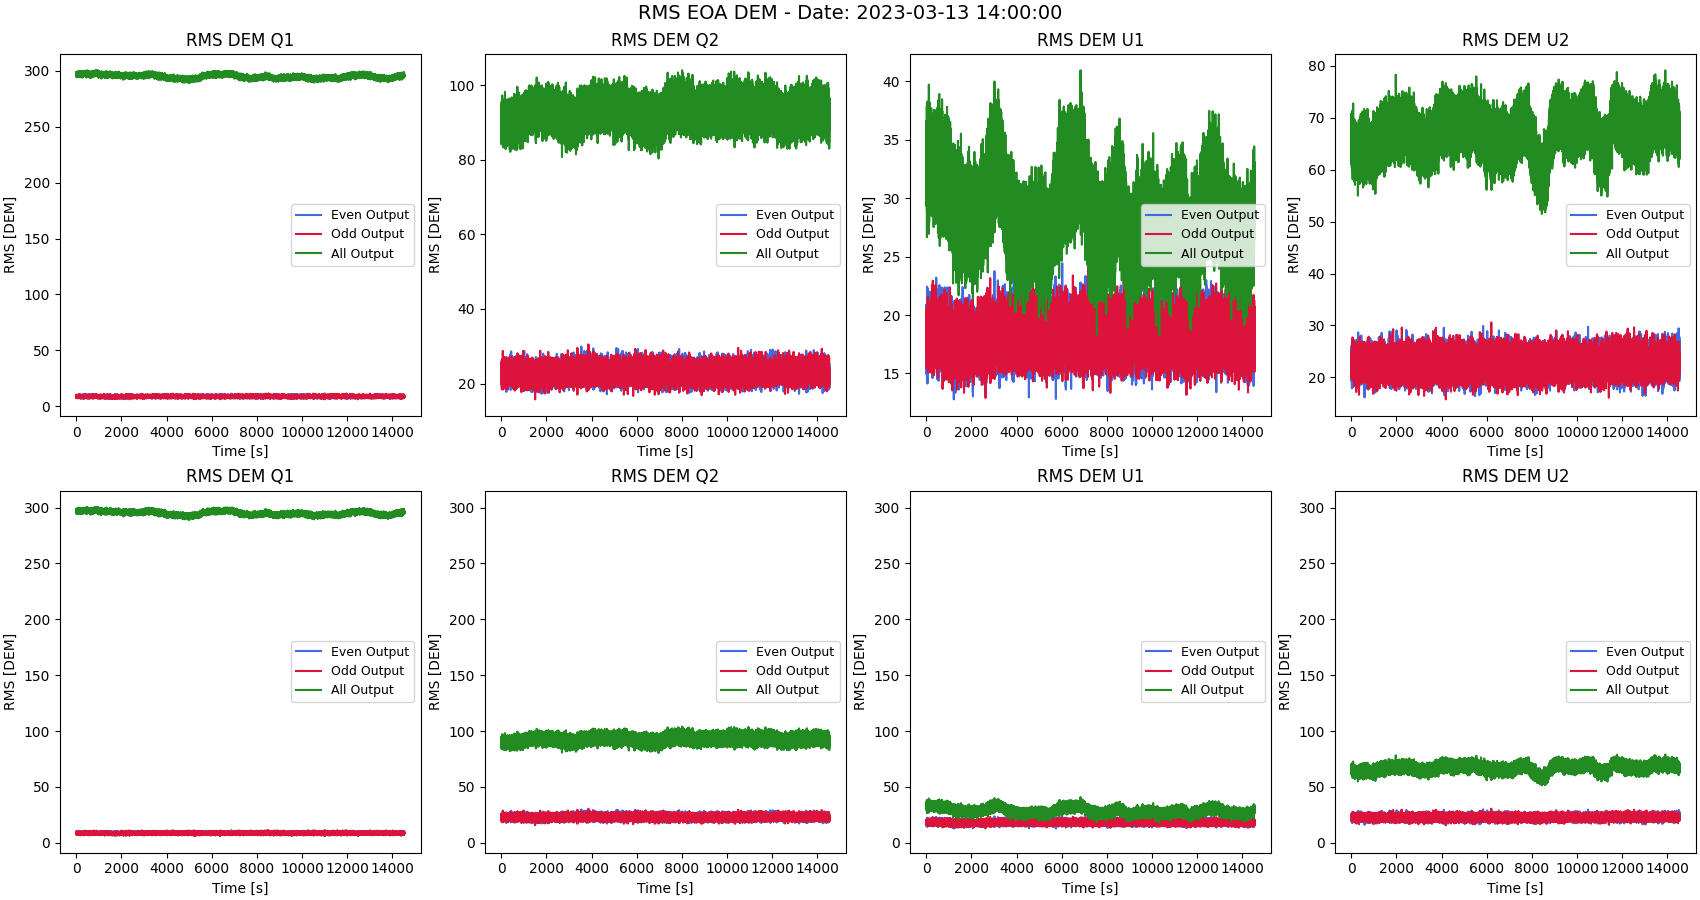 RMS EOA DEM - Date: 2023-03-13 14:00:00
RMS DEM Q1
300
250
200
150
100
50
0
RMS [DEM]
Even Output
Odd Output
All Output
0 2000 4000 6000 8000 10000 12000 14000
Time [s]
RMS DEM Q2
100
80
60
40
20
RMS [DEM]
Even Output
Odd Output
All Output
0 2000 4000 6000 8000 10000 12000 14000
Time [s]
RMS DEM U1
40
35
30
25
20
15
RMS [DEM]
Even Output
Odd Output
All Output
0 2000 4000 6000 8000 10000 12000 14000
Time [s]
RMS DEM U2
80
70
60
50
40
30
20
RMS [DEM]
Even Output
Odd Output
All Output
0 2000 4000 6000 8000 10000 12000 14000
Time [s]
RMS DEM Q1
300
250
200
150
100
50
0
RMS [DEM]
Even Output
Odd Output
All Output
0 2000 4000 6000 8000 10000 12000 14000
Time [s]
RMS DEM Q2
300
250
200
150
100
50
0
RMS [DEM]
Even Output
Odd Output
All Output
0 2000 4000 6000 8000 10000 12000 14000
Time [s]
RMS DEM U1
300
250
200
150
100
50
0
RMS [DEM]
Even Output
Odd Output
All Output
0 2000 4000 6000 8000 10000 12000 14000
Time [s]
RMS DEM U2
300
250
200
150
100
50
0
RMS [DEM]
Even Output
Odd Output
All Output
0 2000 4000 6000 8000 10000 12000 14000
Time [s]